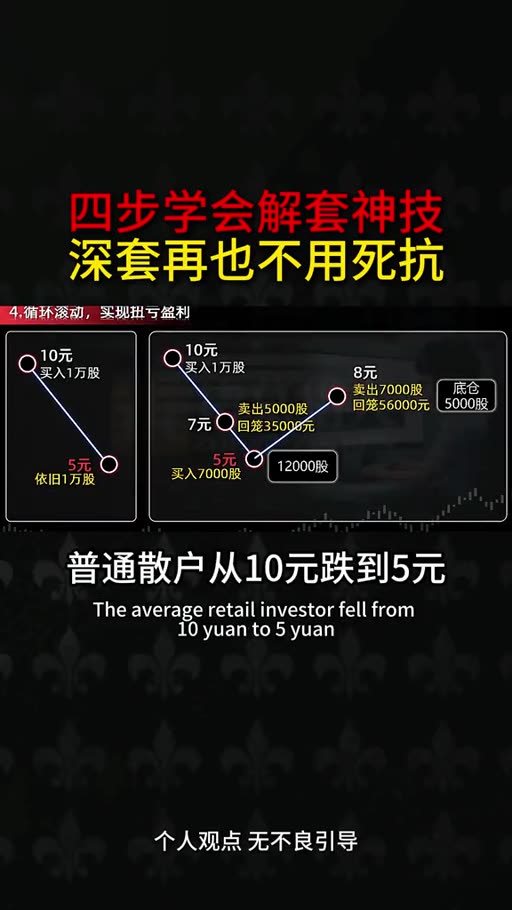 四步学会解套神技
深套再也不用死抗
4.循环滚动，实现扭亏盈利
10元
买入1万股
5元
依旧1万股
10元
买入1万股
7元
卖出5000股
回笼35000元
5元
买入7000股
12000股
8元
卖出7000股
回笼56000元
底仓
5000股
普通散户从10元跌到5元
The average retail investor fell from
10 yuan to 5 yuan
个人观点 无不良引导